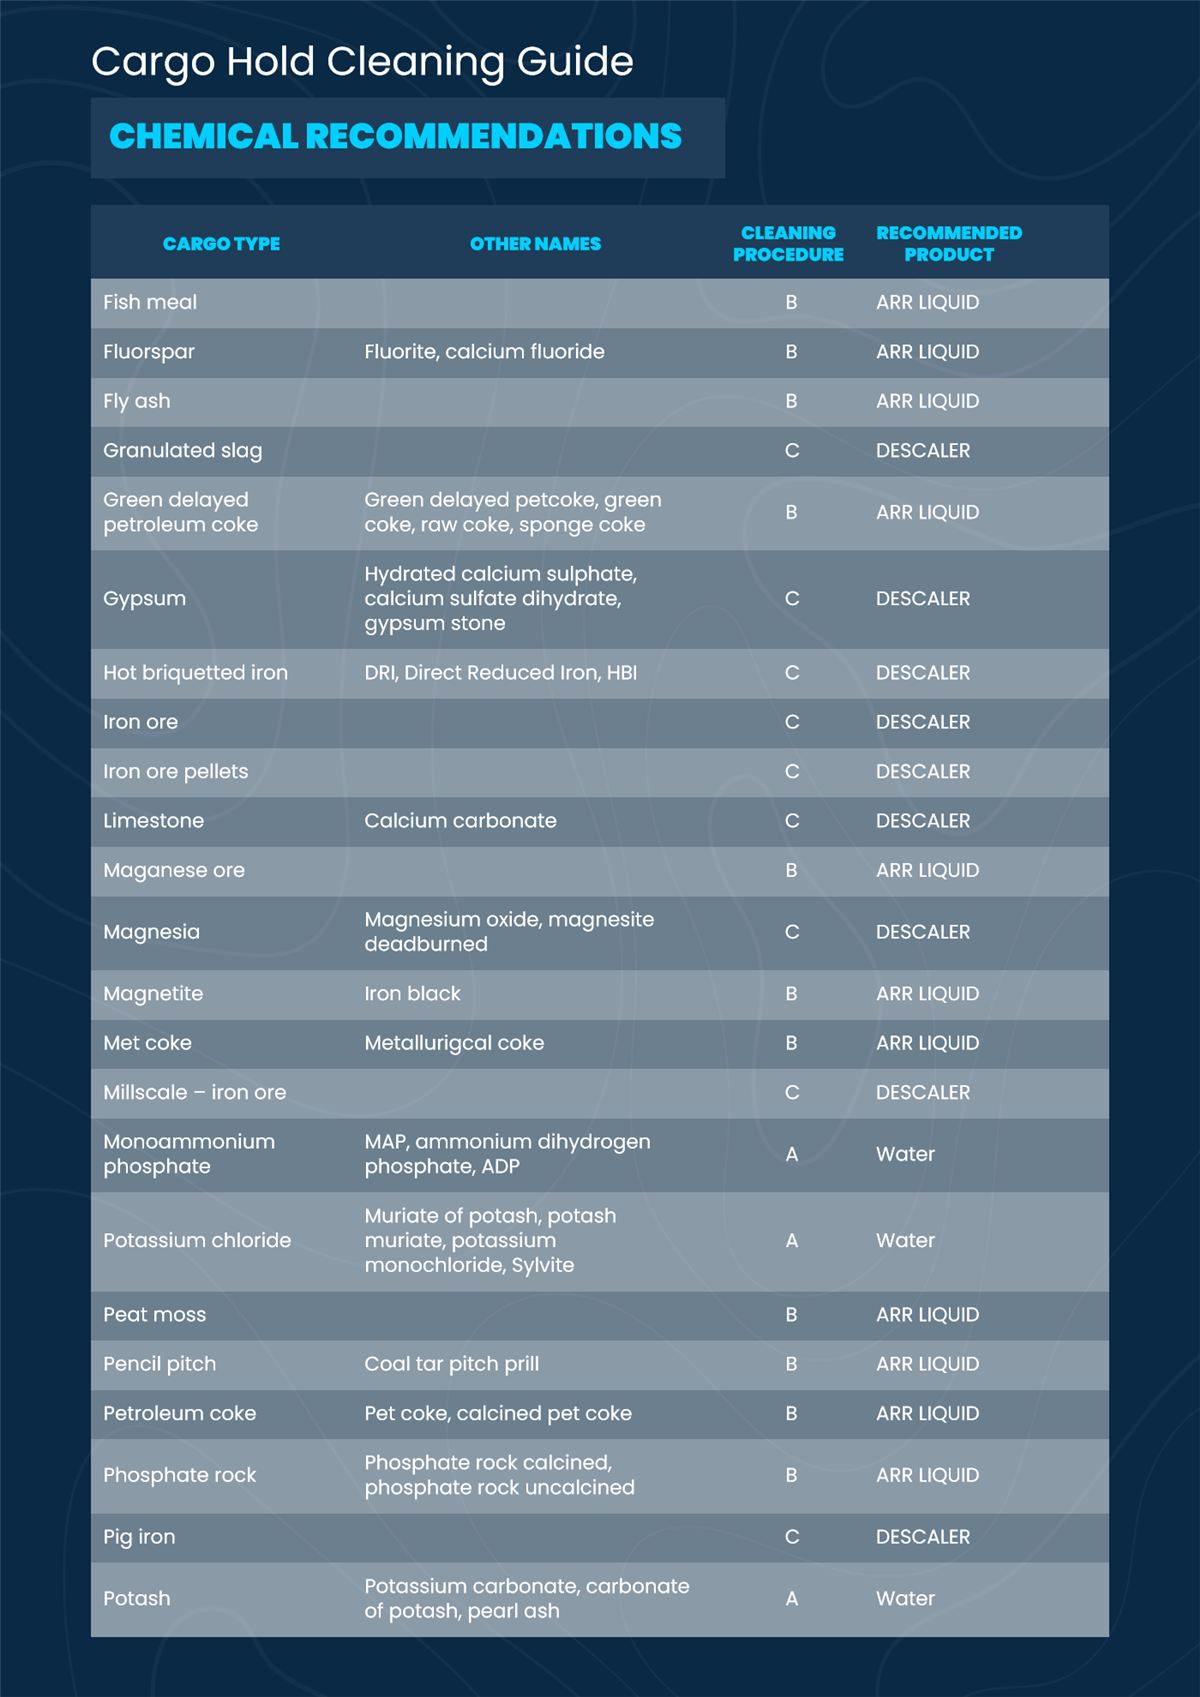 Cargo Hold Cleaning Guide
CHEMICAL RECOMMENDATIONS
CARGO TYPE OTHER NAMES CLEANING PROCEDURE RECOMMENDED PRODUCT
Fish meal B ARR LIQUID
Fluorspar Fluorite, calcium fluoride B ARR LIQUID
Fly ash B ARR LIQUID
Granulated slag C DESCALER
Green delayed
petroleum coke
Green delayed petcoke, green
coke, raw coke, sponge coke
B ARR LIQUID
Gypsum
Hydrated calcium sulphate,
calcium sulfate dihydrate,
gypsum stone
C DESCALER
Hot briquetted iron DRI, Direct Reduced Iron, HBI C DESCALER
Iron ore C DESCALER
Iron ore pellets C DESCALER
Limestone Calcium carbonate C DESCALER
Maganese ore B ARR LIQUID
Magnesia
Magnesium oxide, magnesite
deadburned
C DESCALER
Magnetite Iron black B ARR LIQUID
Met coke Metallurigcal coke B ARR LIQUID
Millscale – iron ore C DESCALER
Monoammonium
phosphate
MAP, ammonium dihydrogen
phosphate, ADP
A Water
Potassium chloride
Muriate of potash, potash
muriate, potassium
monochloride, Sylvite
A Water
Peat moss B ARR LIQUID
Pencil pitch Coal tar pitch prill B ARR LIQUID
Petroleum coke Pet coke, calcined pet coke B ARR LIQUID
Phosphate rock
Phosphate rock calcined,
phosphate rock uncalcined
B ARR LIQUID
Pig iron C DESCALER
Potash
Potassium carbonate, carbonate
of potash, pearl ash
A Water